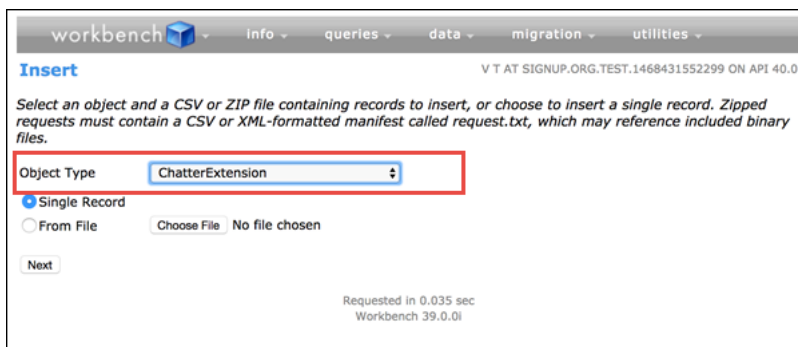 workbench info queries data migration utilities
Insert V T AT SIGNUP.ORG.TEST.1468431552299 ON API 40.0
Select an object and a CSV or ZIP file containing records to insert, or choose to insert a single record. Zipped
requests must contain a CSV or XML-formatted manifest called request.txt, which may reference included binary
files.
Object Type ChatterExtension
Single Record
From File Choose File No file chosen
Next
Requested in 0.035 sec
Workbench 39.0.0i